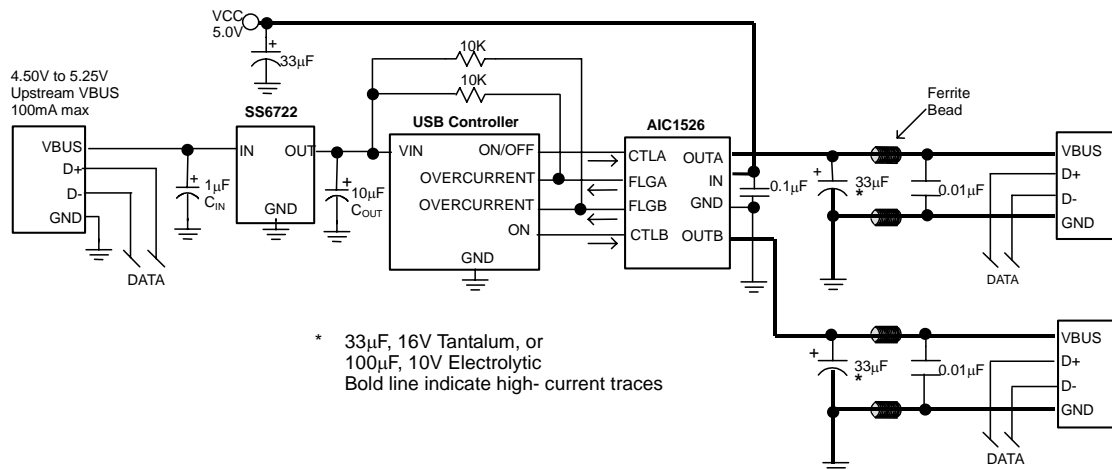 VCC
5.0V
+
33μF
10K
10K
4.50V to 5.25V
Upstream VBUS
100mA max
VBUS
D+
D-
GND
DATA
+
1μF
CIN
SS6722
IN
OUT
GND
+
10μF
COUT
USB Controller
VIN
ON/OFF
OVERCURRENT
OVERCURRENT
ON
GND
AIC1526
CTLA
FLGA
FLGB
CTLB
OUTA
IN
GND
OUTB
0.1μF
Ferrite
Bead
+
33μF
*
0.01μF
VBUS
D+
D-
GND
DATA
+
33μF
*
0.01μF
VBUS
D+
D-
GND
DATA
* 33μF, 16V Tantalum, or
100μF, 10V Electrolytic
Bold line indicate high- current traces